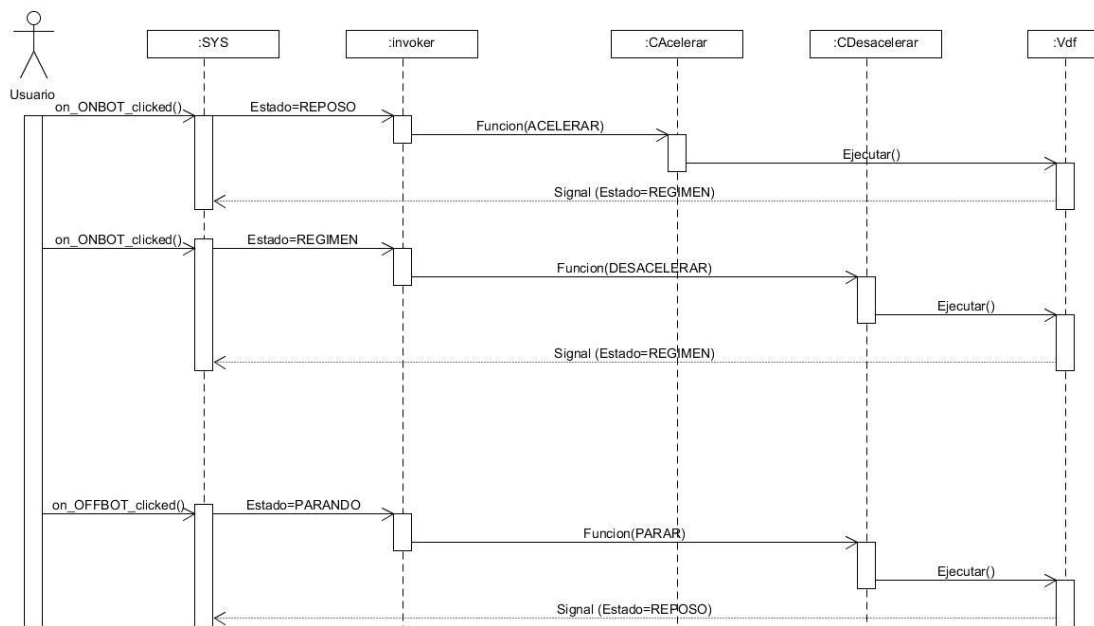 :SYS
:invoker
:CAcelerar
:CDesacelerar
:Vdf
Usuario
on_ONBOT_clicked()
Estado=REPOSO
Funcion(ACELERAR)
Ejecutar()
Signal (Estado=REGIMEN)
on_ONBOT_clicked()
Estado=REGIMEN
Funcion(DESACELERAR)
Ejecutar()
Signal (Estado=REGIMEN)
on_OFFBOT_clicked()
Estado=PARANDO
Funcion(PARAR)
Ejecutar()
Signal (Estado=REPOSO)